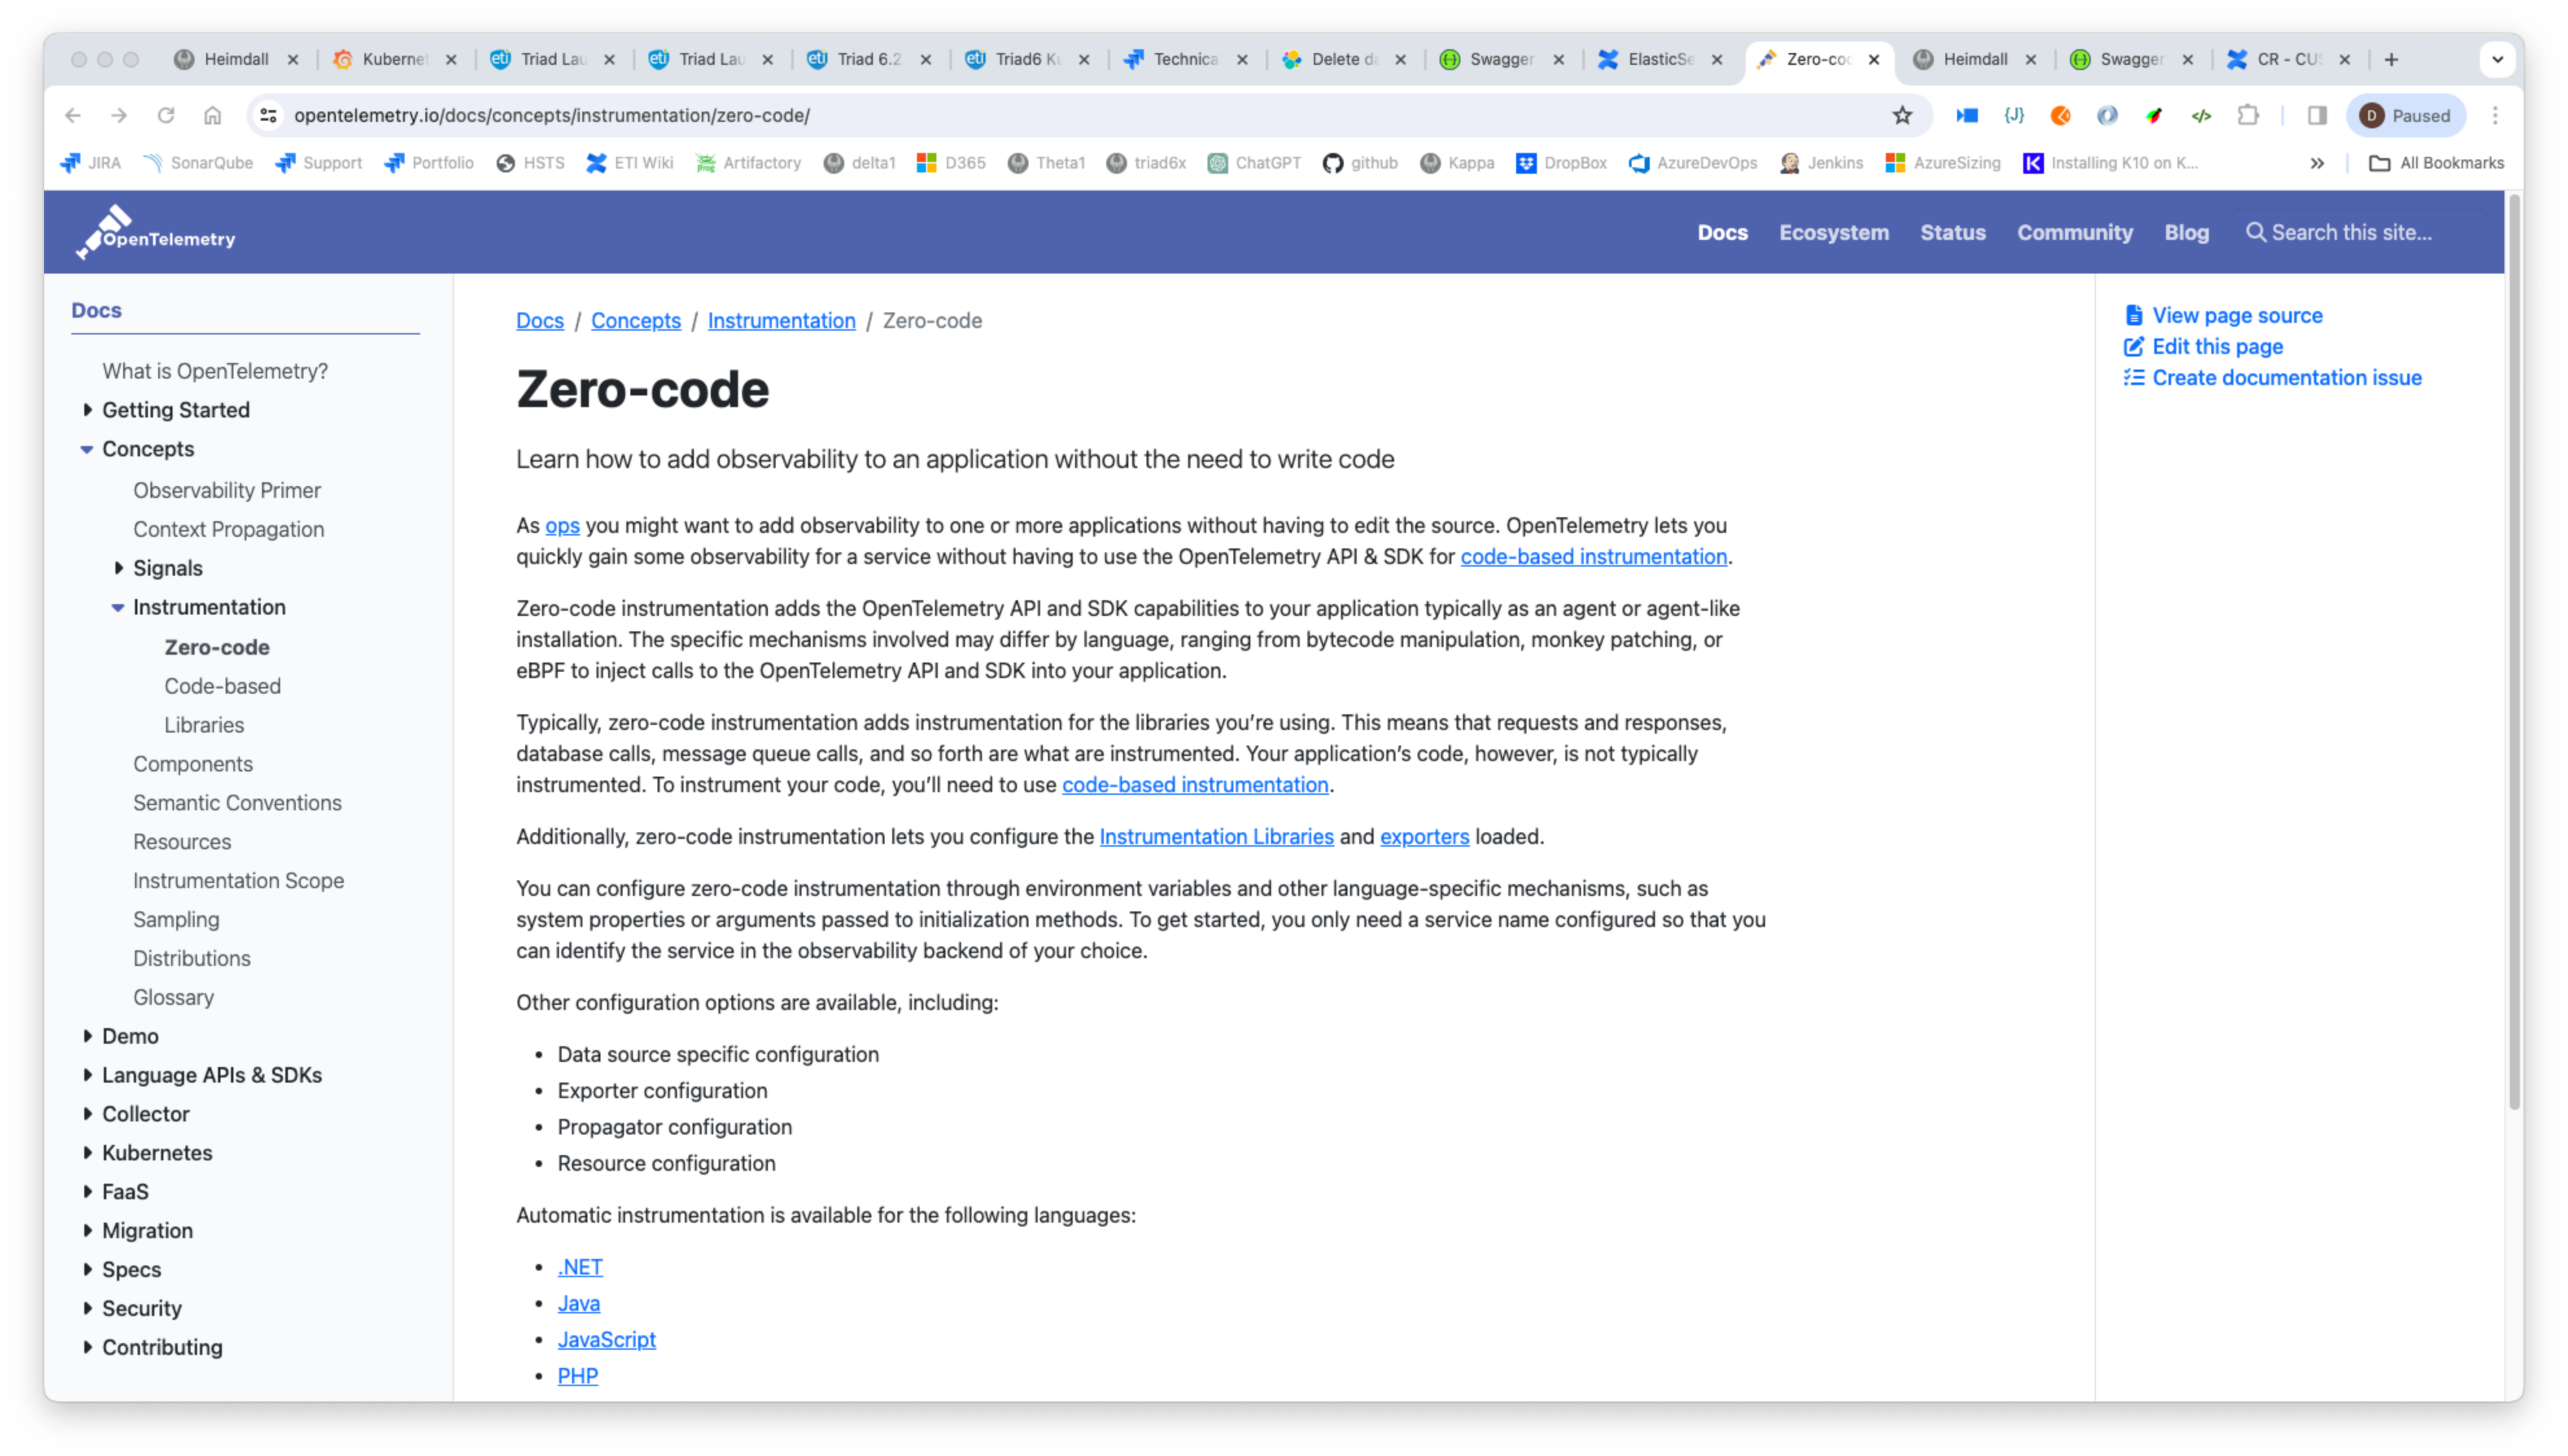 Heimdall
Kubernet
Triad Lau
Triad Lau
Triad 6.2
Triad6 Ku
Technica
Delete da
Swagger
ElasticSe
Zero-coc
Heimdall
Swagger
CR - CUS
opentelemetry.io/docs/concepts/instrumentation/zero-code/
{J}
</>
D Paused
JIRA
SonarQube
Support
Portfolio
HSTS
ETI Wiki
Artifactory
delta1
D365
Theta1
triad6x
ChatGPT
github
Kappa
DropBox
AzureDevOps
Jenkins
AzureSizing
Installing K10 on K...
All Bookmarks
OpenTelemetry
Docs
Ecosystem
Status
Community
Blog
Search this site...
Docs
What is OpenTelemetry?
Getting Started
Concepts
Observability Primer
Context Propagation
Signals
Instrumentation
Zero-code
Code-based
Libraries
Components
Semantic Conventions
Resources
Instrumentation Scope
Sampling
Distributions
Glossary
Demo
Language APIs & SDKs
Collector
Kubernetes
FaaS
Migration
Specs
Security
Contributing
Docs / Concepts / Instrumentation / Zero-code
Zero-code
Learn how to add observability to an application without the need to write code
As ops you might want to add observability to one or more applications without having to edit the source. OpenTelemetry lets you
quickly gain some observability for a service without having to use the OpenTelemetry API & SDK for code-based instrumentation.
Zero-code instrumentation adds the OpenTelemetry API and SDK capabilities to your application typically as an agent or agent-like
installation. The specific mechanisms involved may differ by language, ranging from bytecode manipulation, monkey patching, or
eBPF to inject calls to the OpenTelemetry API and SDK into your application.
Typically, zero-code instrumentation adds instrumentation for the libraries you’re using. This means that requests and responses,
database calls, message queue calls, and so forth are what are instrumented. Your application’s code, however, is not typically
instrumented. To instrument your code, you’ll need to use code-based instrumentation.
Additionally, zero-code instrumentation lets you configure the Instrumentation Libraries and exporters loaded.
You can configure zero-code instrumentation through environment variables and other language-specific mechanisms, such as
system properties or arguments passed to initialization methods. To get started, you only need a service name configured so that you
can identify the service in the observability backend of your choice.
Other configuration options are available, including:
• Data source specific configuration
• Exporter configuration
• Propagator configuration
• Resource configuration
Automatic instrumentation is available for the following languages:
• .NET
• Java
• JavaScript
• PHP
View page source
Edit this page
Create documentation issue